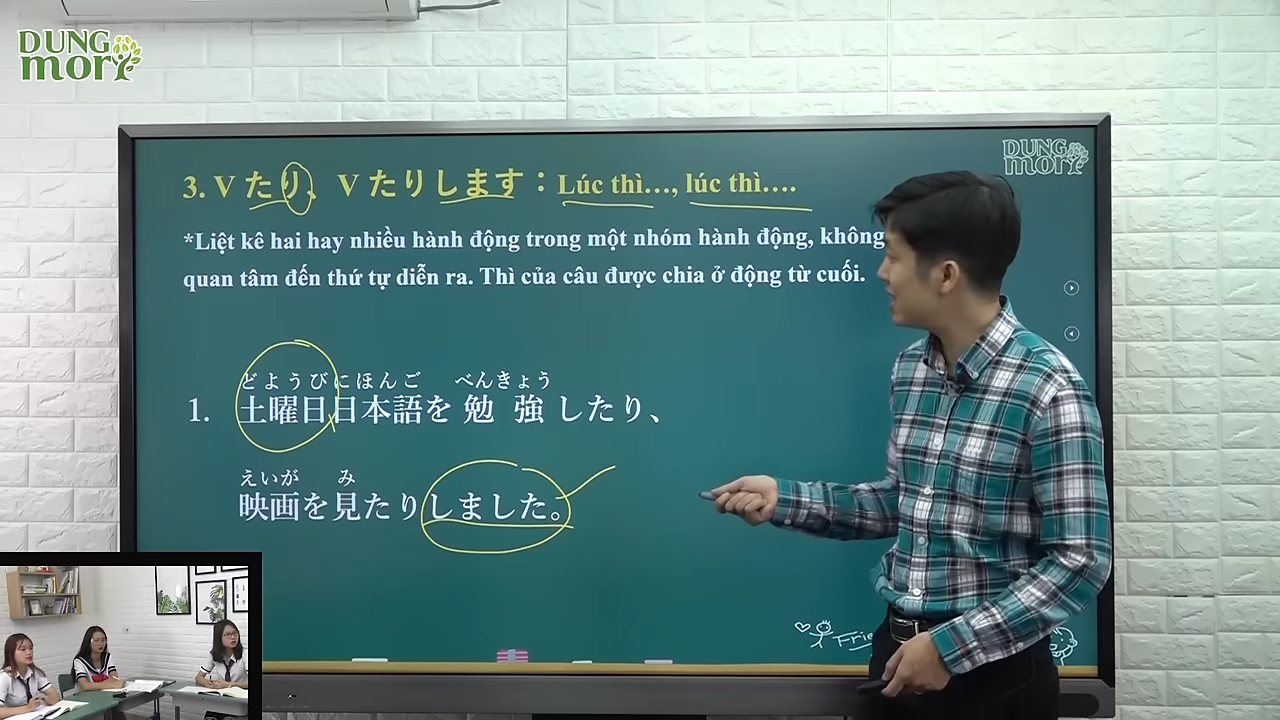 DUNG
mori
DUNG
mori
3. V たり、V たりします：Lúc thì…, lúc thì….
*Liệt kê hai hay nhiều hành động trong một nhóm hành động, không
quan tâm đến thứ tự diễn ra. Thì của câu được chia ở động từ cuối.
どようびにほんご べんきょう
1. 土曜日日本語を勉強したり、
えいが み
映画を見たりしました。